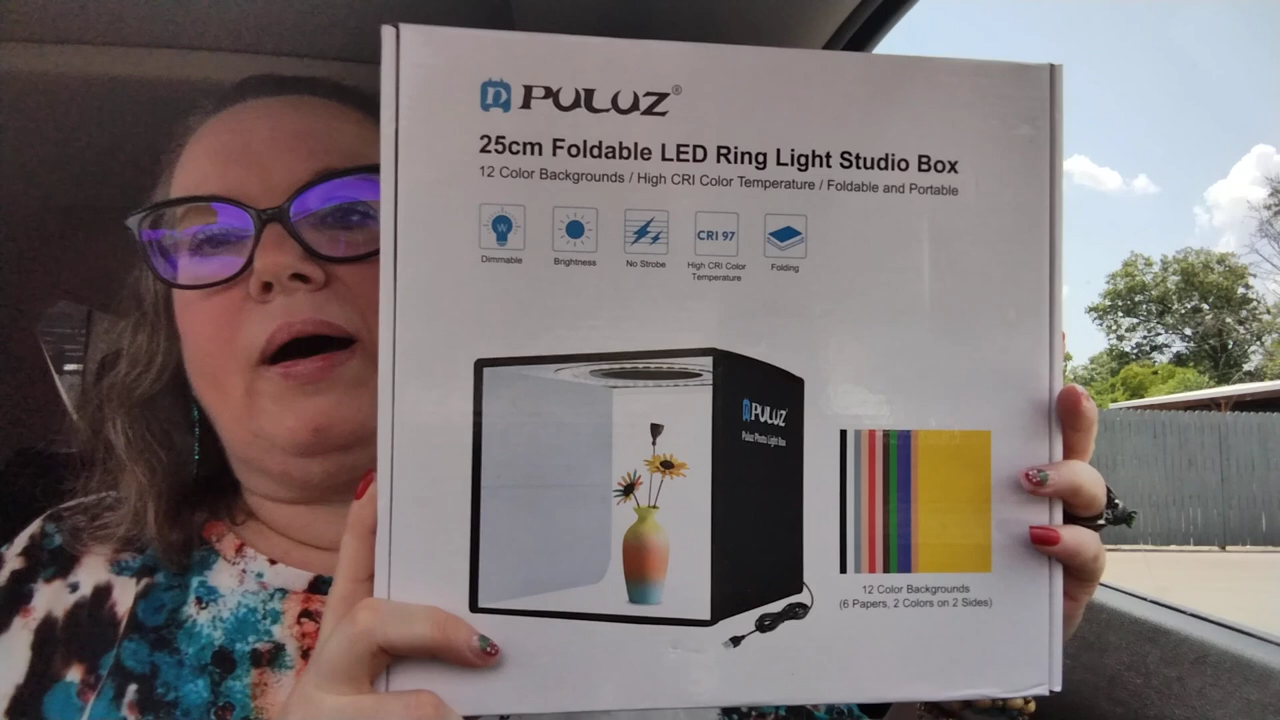 PULUZ®
25cm Foldable LED Ring Light Studio Box
12 Color Backgrounds / High CRI Color Temperature / Foldable and Portable
W
CRI 97
Dimmable
Brightness
No Strobe
High CRI Color
Temperature
Folding
PULUZ
Puluz Photo Light Box
12 Color Backgrounds
(6 Papers, 2 Colors on 2 Sides)